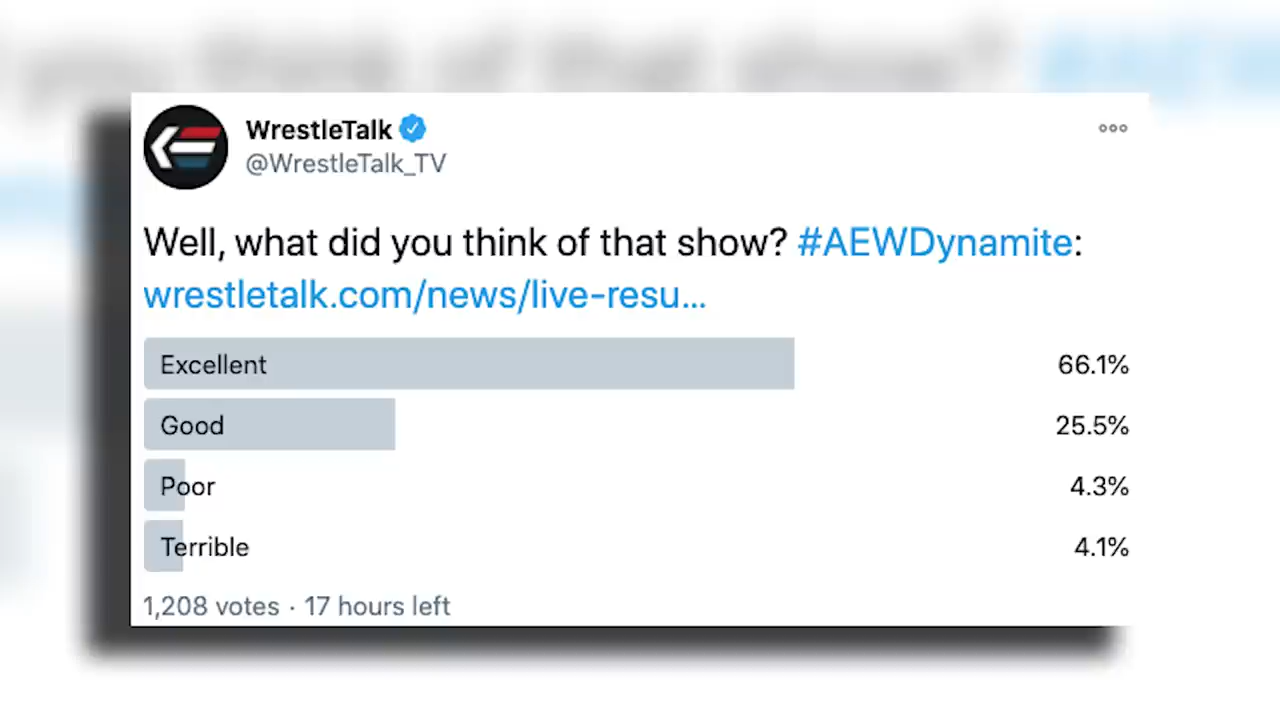 WrestleTalk
@WrestleTalk_TV
Well, what did you think of that show? #AEWDynamite:
wrestletalk.com/news/live-resu...
Excellent 66.1%
Good 25.5%
Poor 4.3%
Terrible 4.1%
1,208 votes · 17 hours left